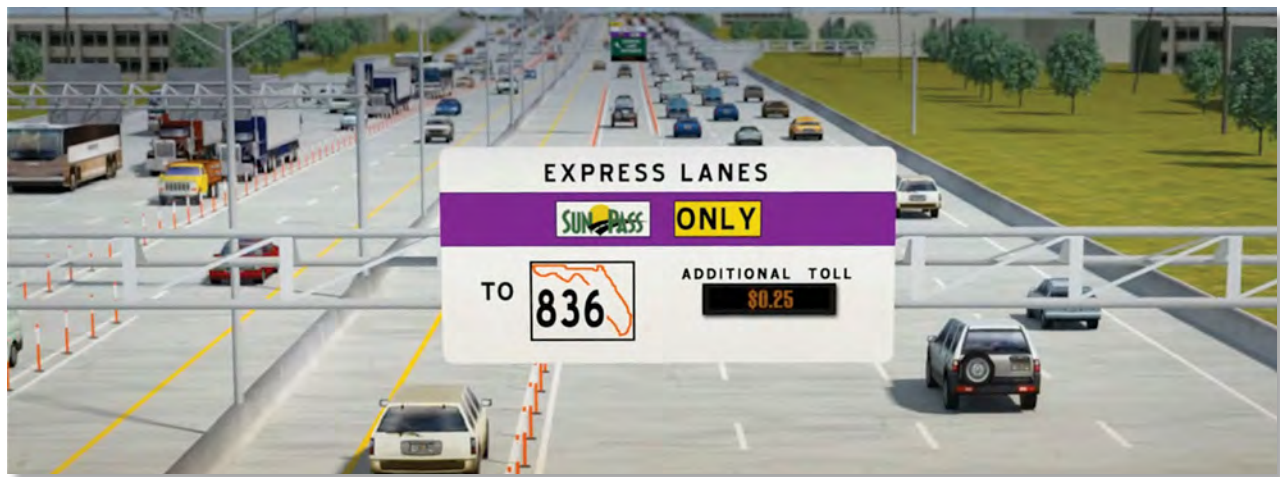 EXPRESS LANES
SUNPASS ONLY
TO 836
ADDITIONAL TOLL
$0.25